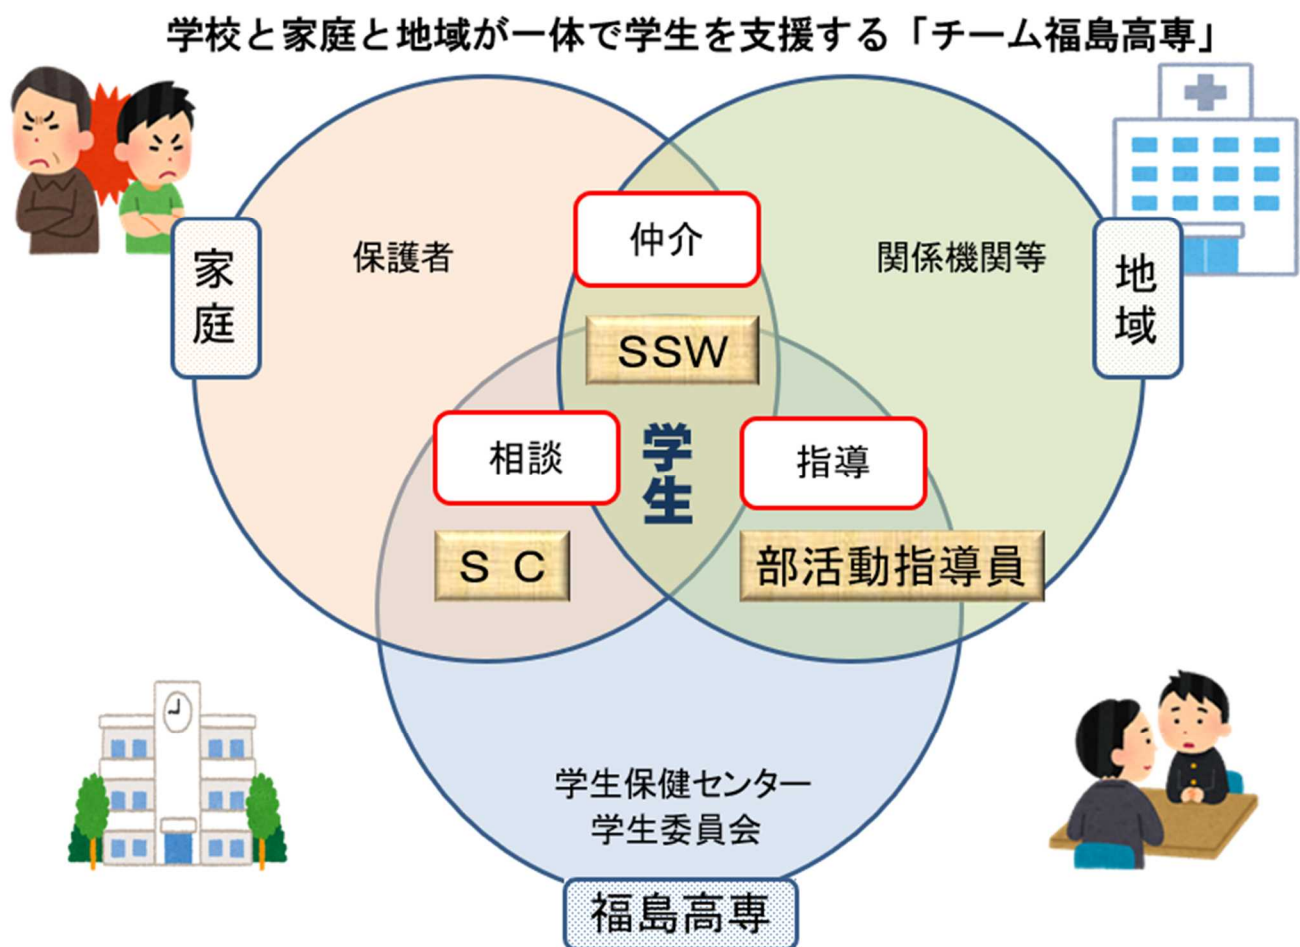 学校と家庭と地域が一体で学生を支援する「チーム福島高専」
家庭
保護者
仲介
関係機関等
地域
SSW
相談
学生
指導
SC
部活動指導員
学生保健センター
学生委員会
福島高専